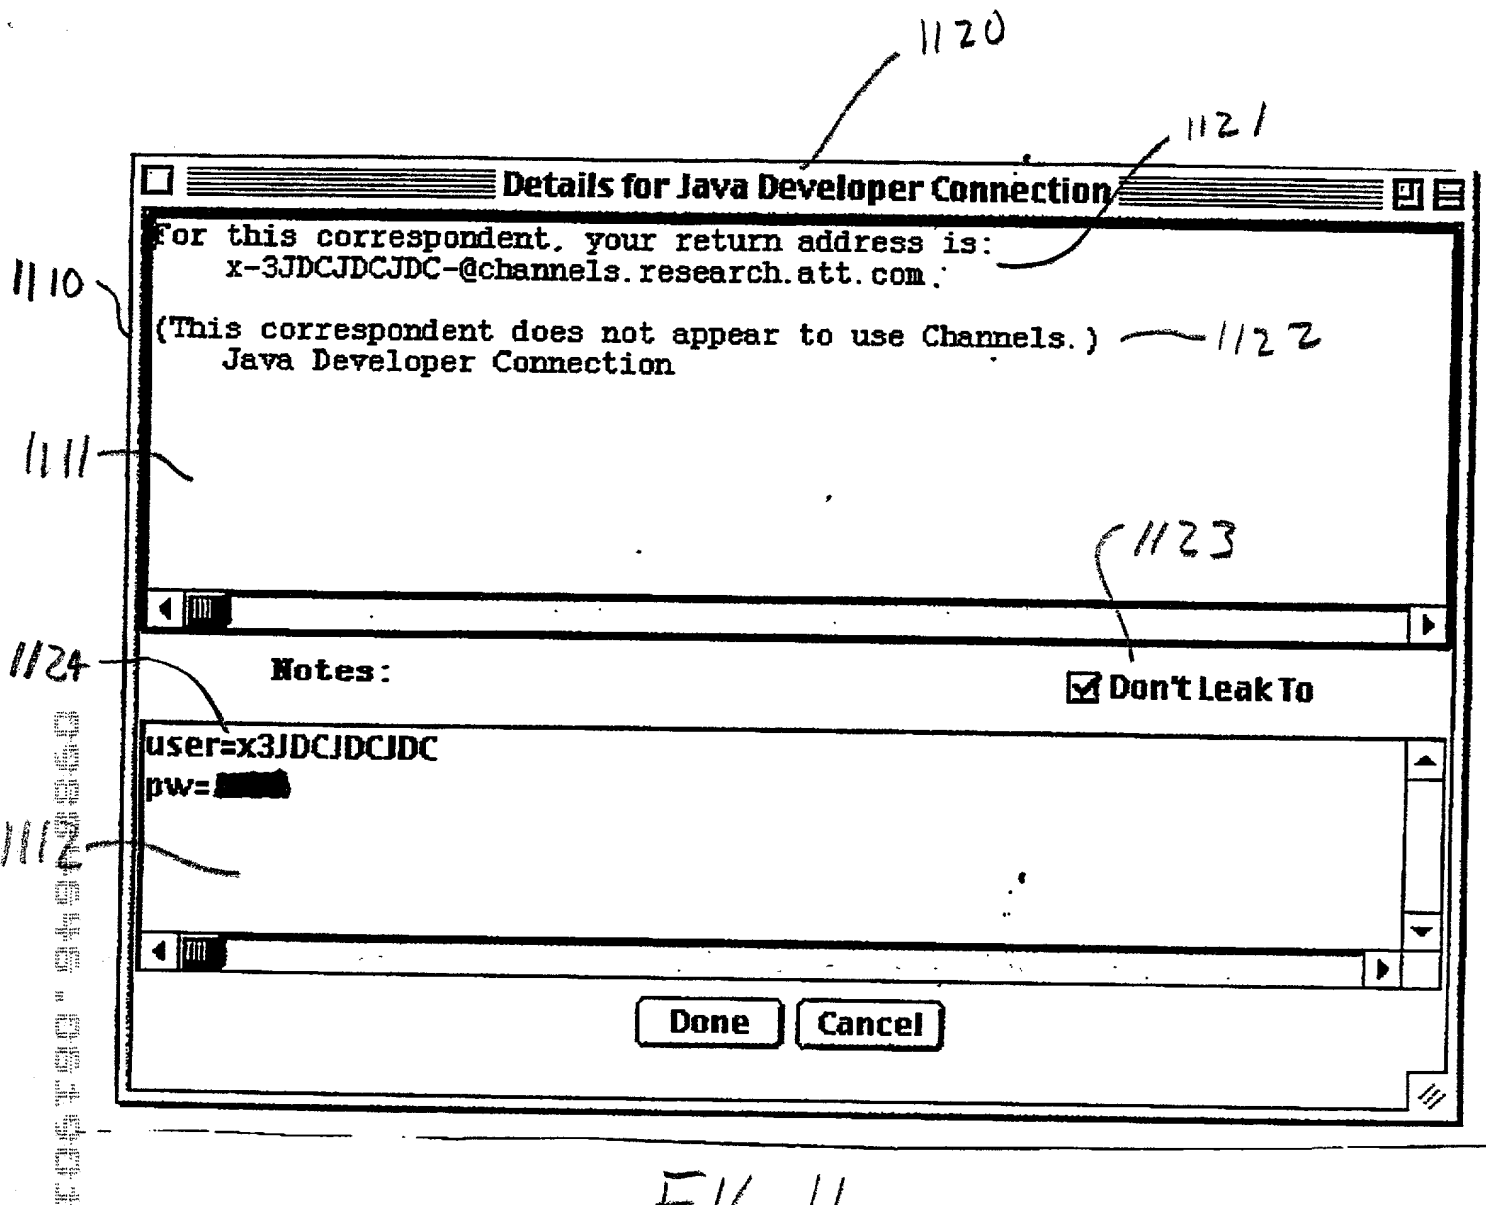 1120
1121
Details for Java Developer Connection
For this correspondent, your return address is:
x-3JDCJDCJDC-@channels.research.att.com.
1110
(This correspondent does not appear to use Channels.)
1122
Java Developer Connection
1111
1123
1124
Notes:
Don't Leak To
user=x3JDCJDCJDC
pw=
1112
Done
Cancel
11